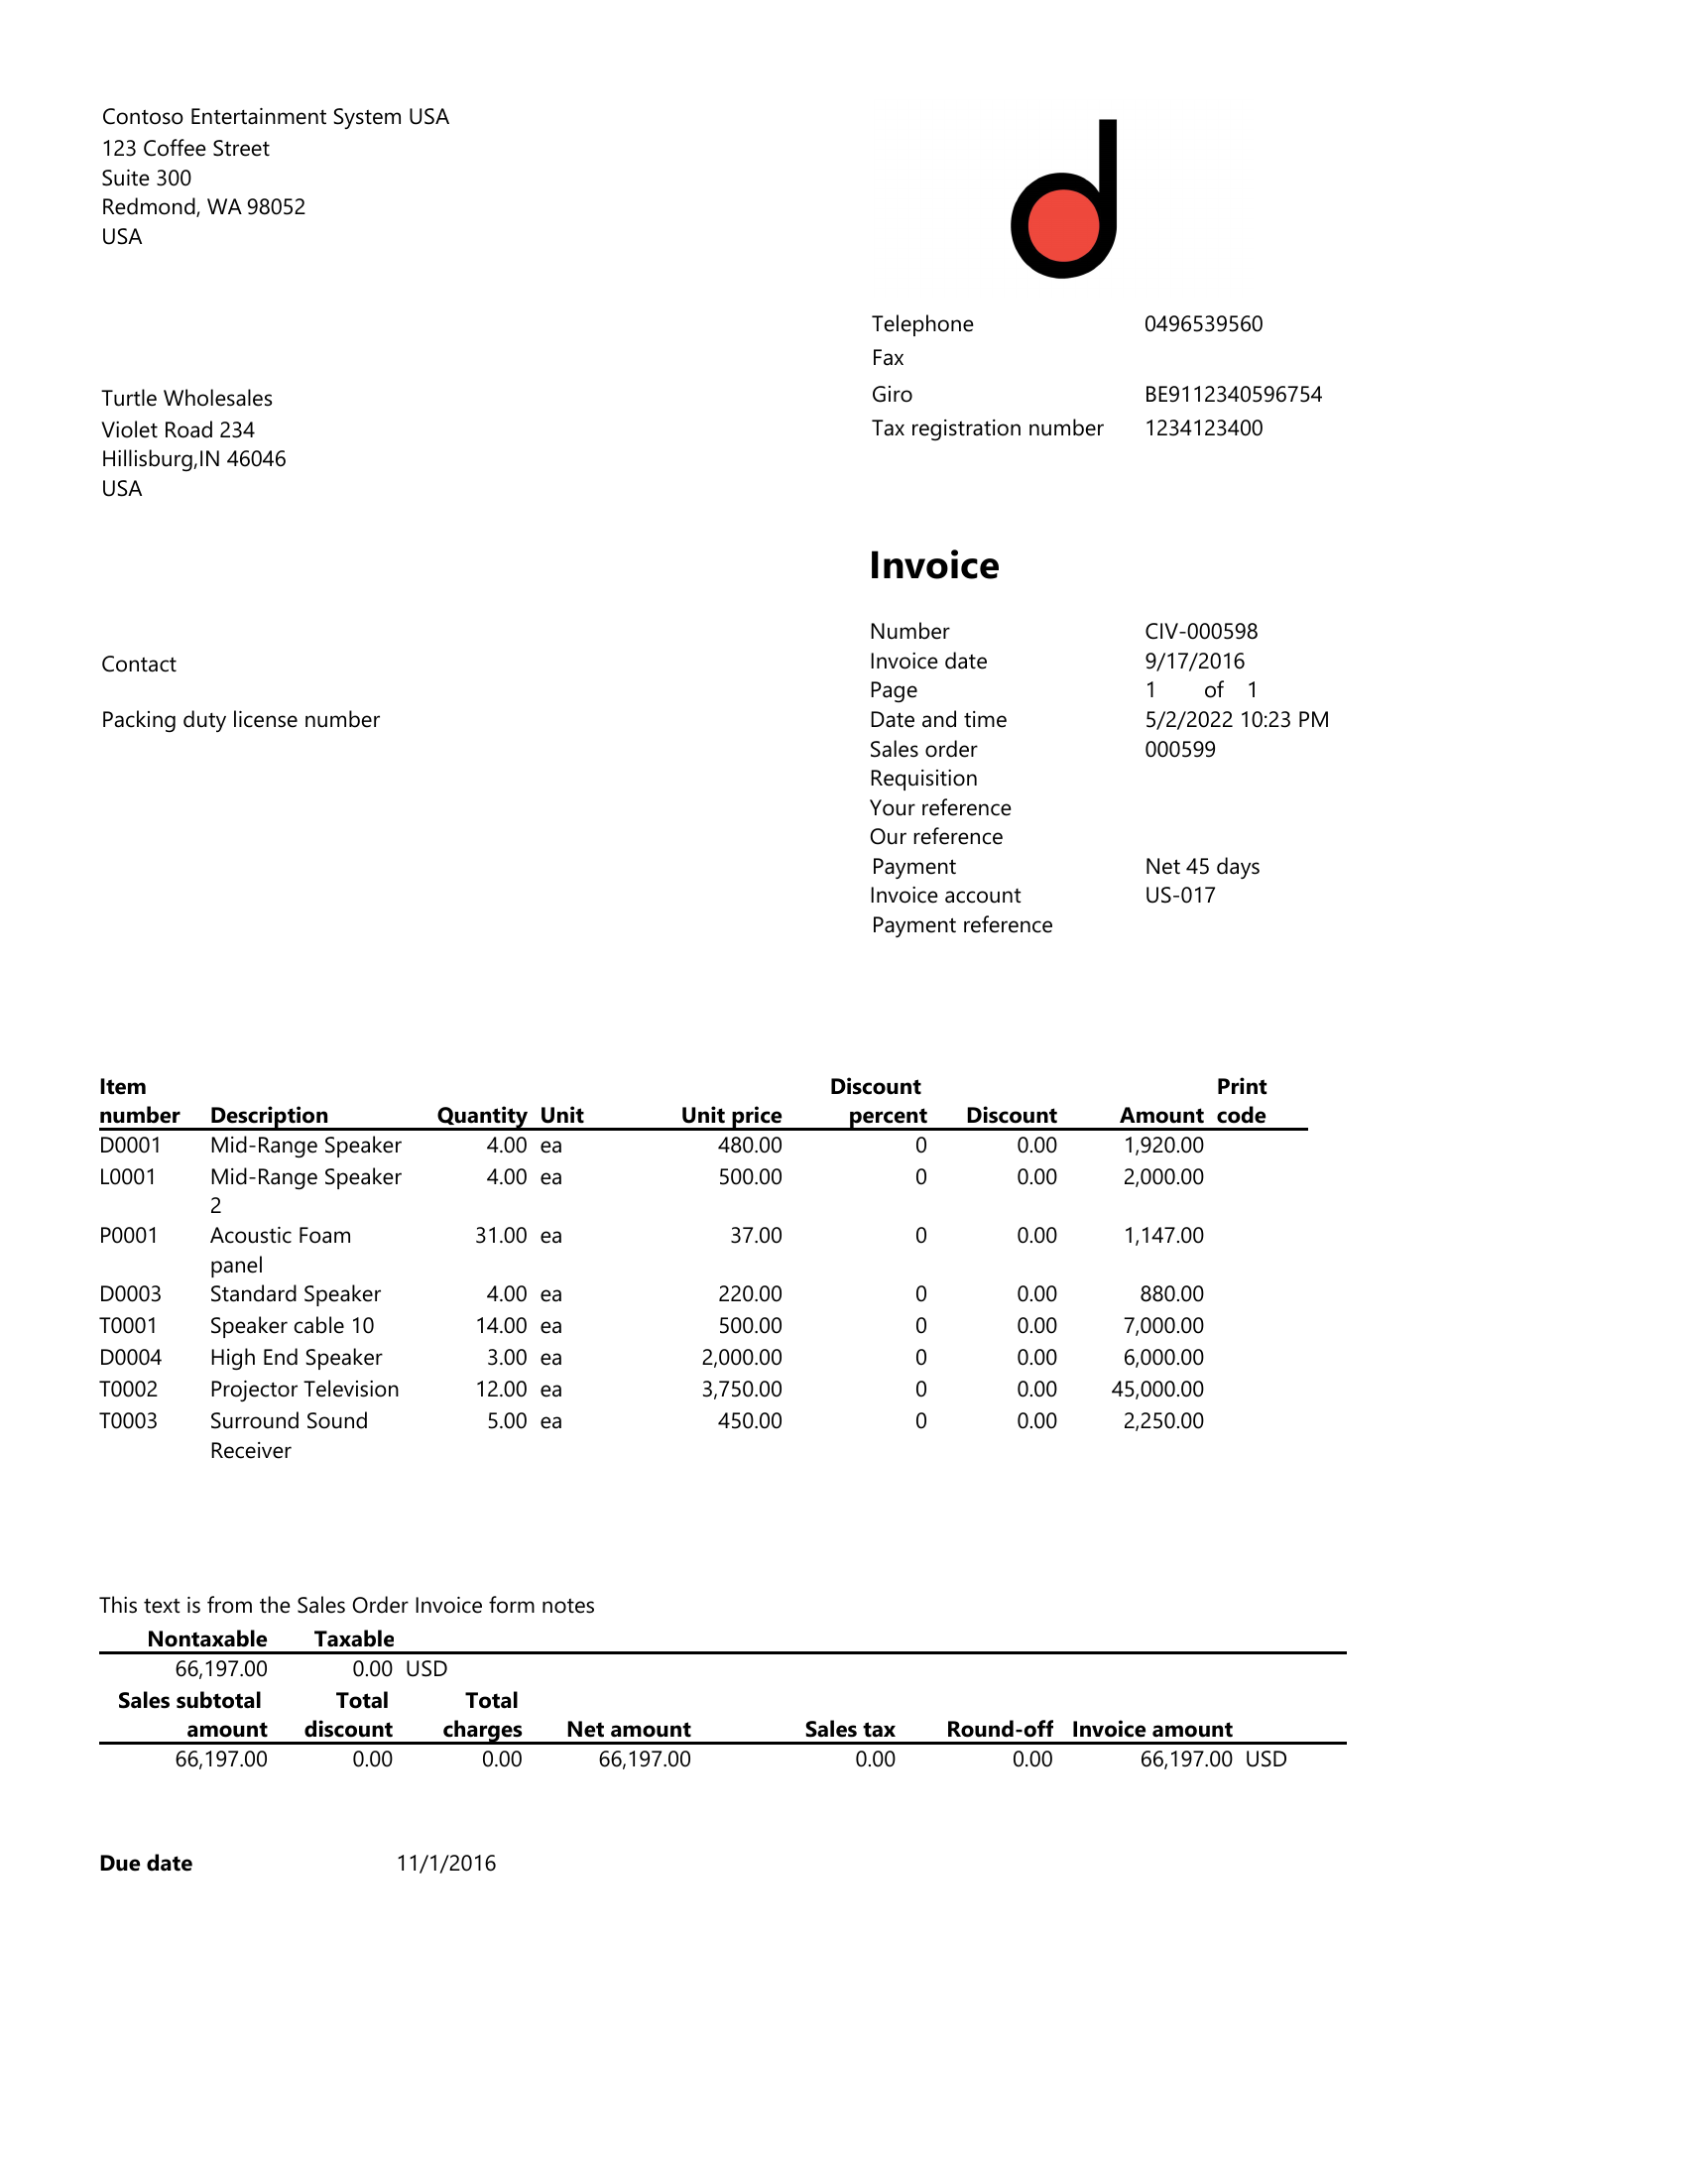 Contoso Entertainment System USA
123 Coffee Street
Suite 300
Redmond, WA 98052
USA
Telephone 0496539560
Fax
Giro BE9112340596754
Tax registration number 1234123400
Turtle Wholesales
Violet Road 234
Hillisburg,IN 46046
USA
Invoice
Number CIV-000598
Invoice date 9/17/2016
Page 1 of 1
Date and time 5/2/2022 10:23 PM
Sales order 000599
Requisition
Your reference
Our reference
Payment Net 45 days
Invoice account US-017
Payment reference
Contact
Packing duty license number
Item Discount Print
number Description Quantity Unit Unit price percent Discount Amount code
D0001 Mid-Range Speaker 4.00 ea 480.00 0 0.00 1,920.00
L0001 Mid-Range Speaker 4.00 ea 500.00 0 0.00 2,000.00
2
P0001 Acoustic Foam 31.00 ea 37.00 0 0.00 1,147.00
panel
D0003 Standard Speaker 4.00 ea 220.00 0 0.00 880.00
T0001 Speaker cable 10 14.00 ea 500.00 0 0.00 7,000.00
D0004 High End Speaker 3.00 ea 2,000.00 0 0.00 6,000.00
T0002 Projector Television 12.00 ea 3,750.00 0 0.00 45,000.00
T0003 Surround Sound 5.00 ea 450.00 0 0.00 2,250.00
Receiver
This text is from the Sales Order Invoice form notes
Nontaxable Taxable
66,197.00 0.00 USD
Sales subtotal Total Total
amount discount charges Net amount Sales tax Round-off Invoice amount
66,197.00 0.00 0.00 66,197.00 0.00 0.00 66,197.00 USD
Due date 11/1/2016